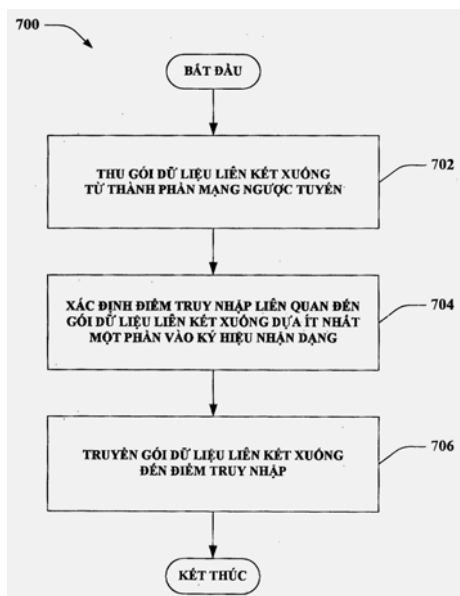 700
BẮT ĐẦU
THU GÓI DỮ LIỆU LIÊN KẾT XUỐNG
TỪ THÀNH PHẦN MẠNG NGƯỢC TUYẾN
702
XÁC ĐỊNH ĐIỂM TRUY NHẬP LIÊN QUAN ĐẾN
GÓI DỮ LIỆU LIÊN KẾT XUỐNG DỰA ÍT NHẤT
MỘT PHẦN VÀO KÝ HIỆU NHẬN DẠNG
704
TRUYỀN GÓI DỮ LIỆU LIÊN KẾT XUỐNG
ĐẾN ĐIỂM TRUY NHẬP
706
KẾT THÚC